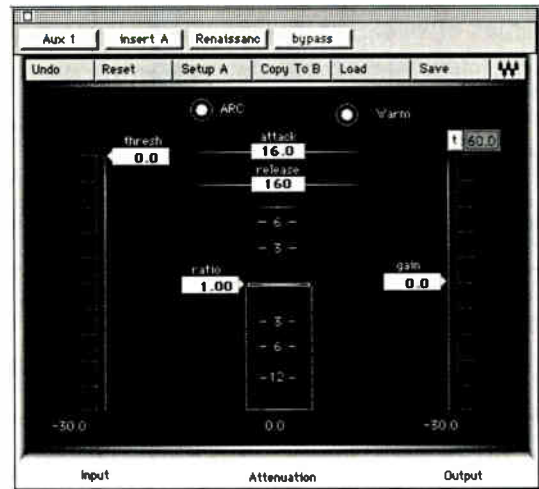 Aux 1 insert A Renaissanc bypass
Undo Reset Setup A Copy To B Load Save
ARC Warm
thresh attack t 60.0
0.0 16.0
release
160
- 6 -
- 3 -
ratio gain
1.00 0.0
- 3 -
- 6 -
-12 -
-30.0 0.0 -30.0
Input Attenuation Output